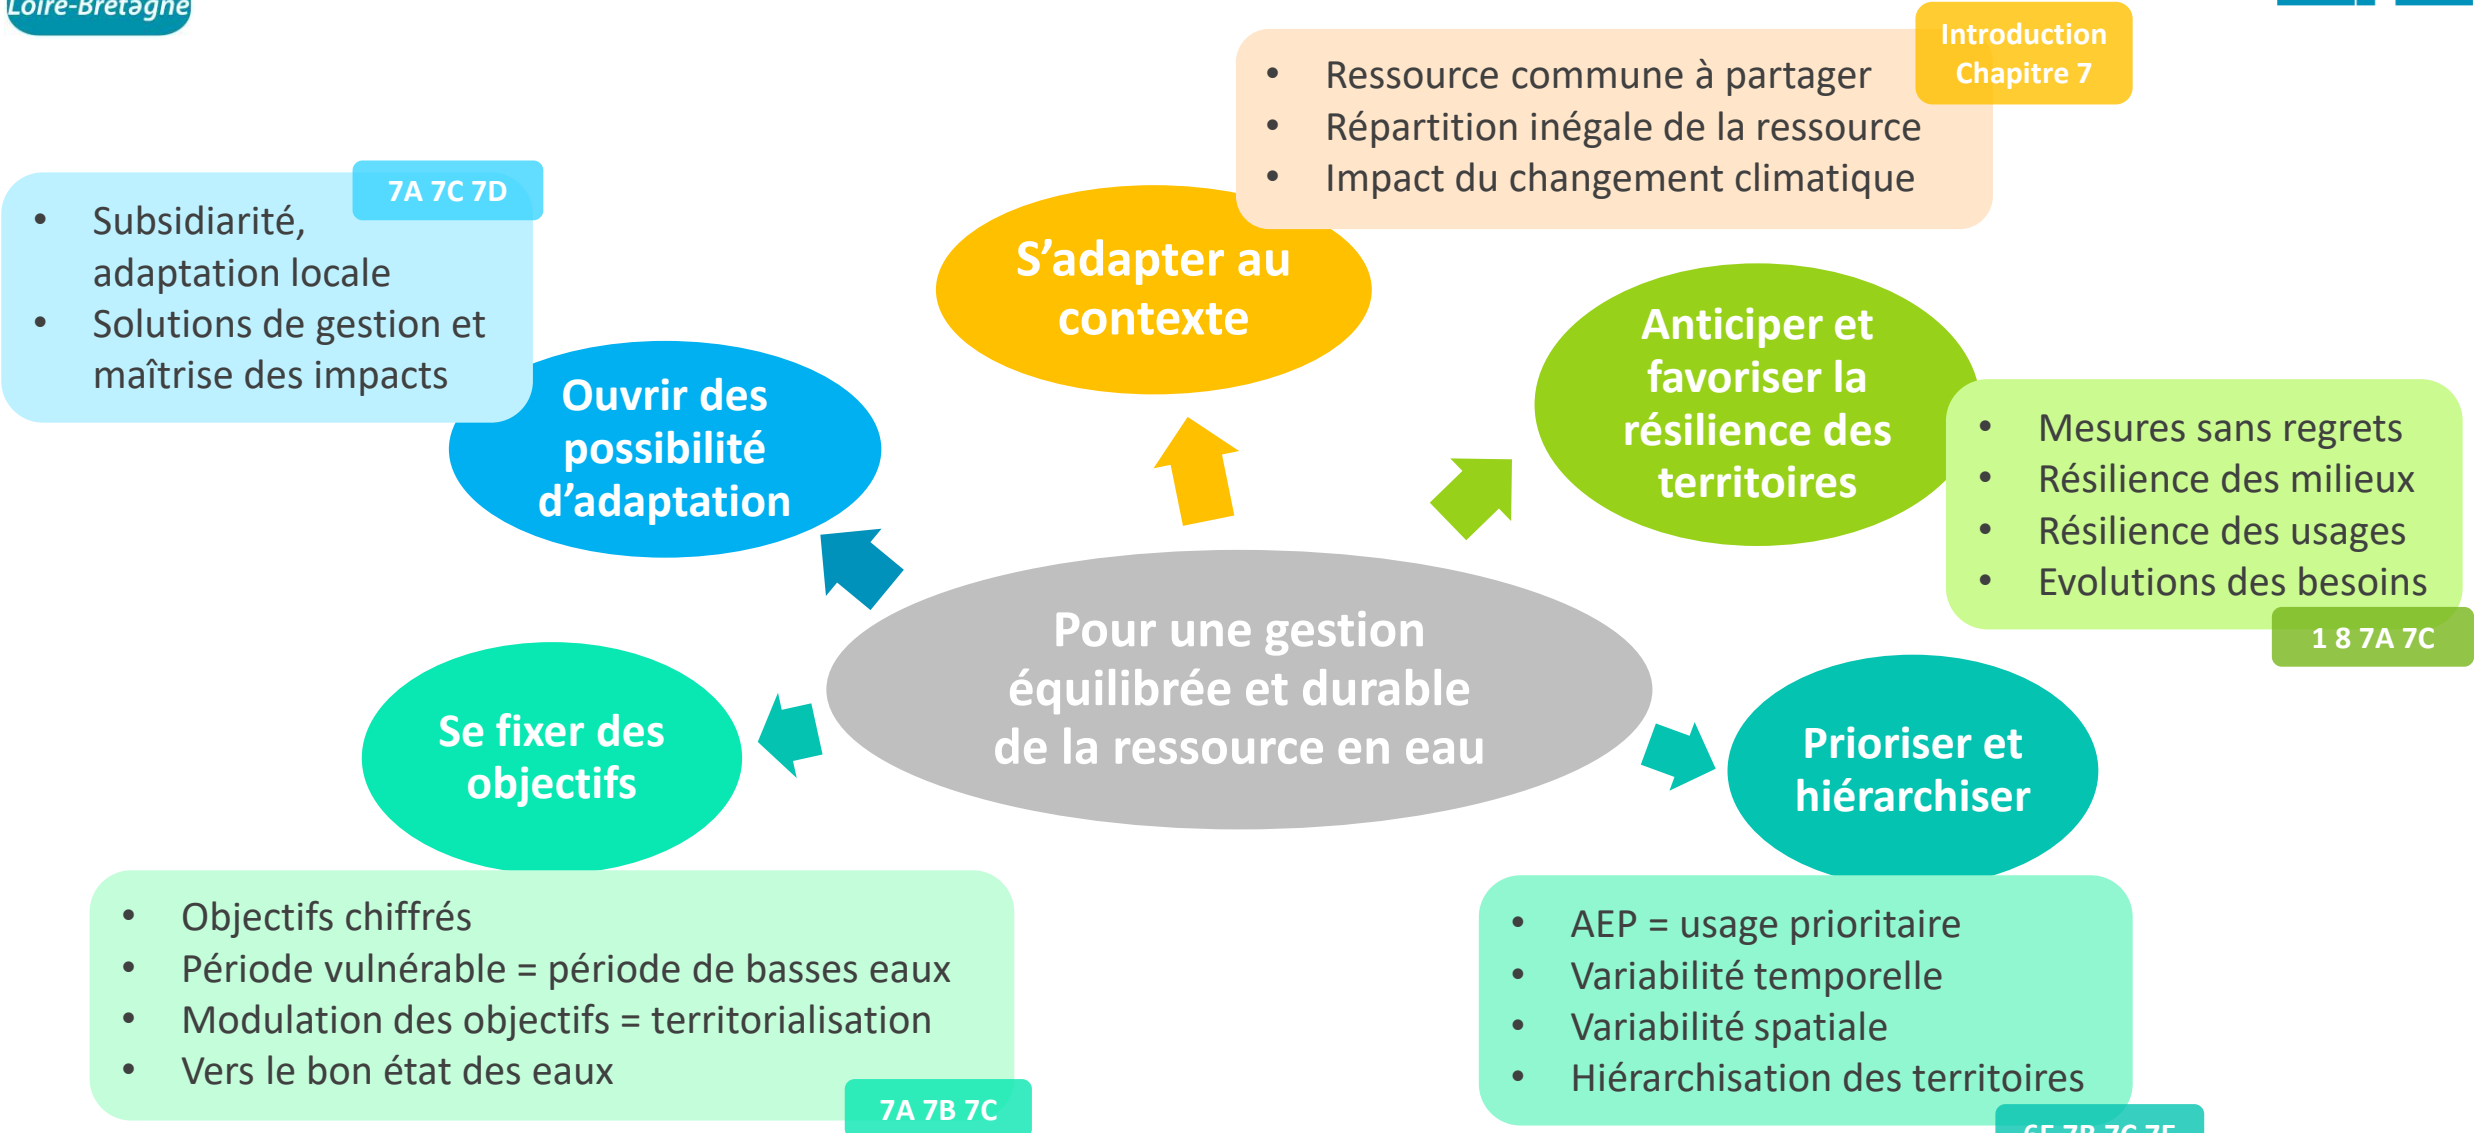 Loire-Bretagne
Introduction
Chapitre 7
• Ressource commune à partager
• Répartition inégale de la ressource
• Impact du changement climatique
7A 7C 7D
• Subsidiarité,
adaptation locale
• Solutions de gestion et
maîtrise des impacts
S’adapter au
contexte
Anticiper et
favoriser la
résilience des
territoires
Ouvrir des
possibilité
d’adaptation
• Mesures sans regrets
• Résilience des milieux
• Résilience des usages
• Evolutions des besoins
1 8 7A 7C
Pour une gestion
équilibrée et durable
de la ressource en eau
Se fixer des
objectifs
Prioriser et
hiérarchiser
• Objectifs chiffrés
• Période vulnérable = période de basses eaux
• Modulation des objectifs = territorialisation
• Vers le bon état des eaux
7A 7B 7C
• AEP = usage prioritaire
• Variabilité temporelle
• Variabilité spatiale
• Hiérarchisation des territoires
7B 7C